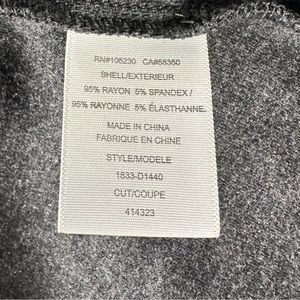 RN#105230 CA#58350
SHELL/EXTERIEUR
95% RAYON 5% SPANDEX /
95% RAYONNE 5% ÉLASTHANNE.
MADE IN CHINA
FABRIQUE EN CHINE
STYLE/MODELE
1833-D1440
CUT/COUPE
414323